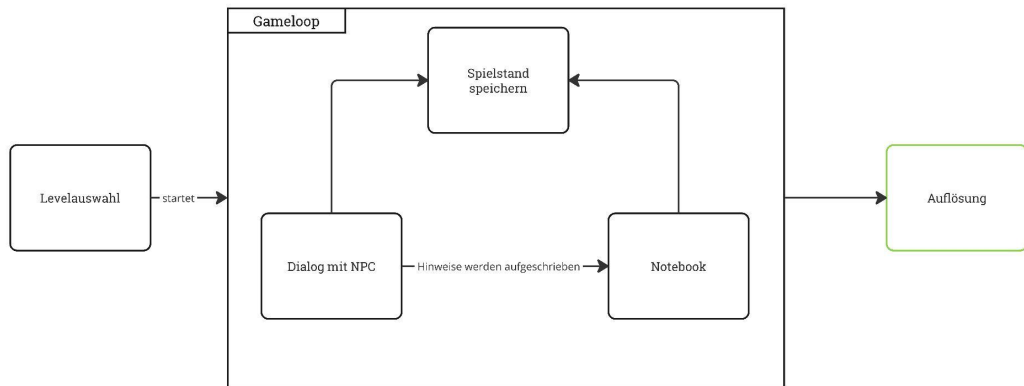 Gameloop
Spielstand
speichern
Levelauswahl
startet
Auflösung
Dialog mit NPC
Hinweise werden aufgeschrieben
Notebook